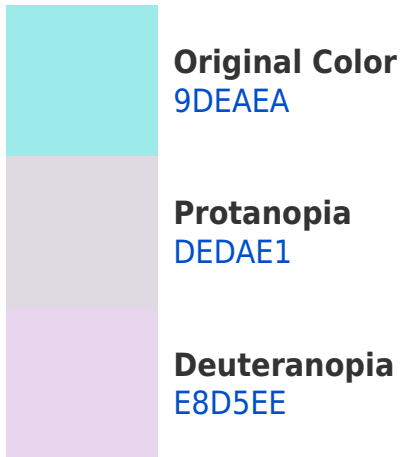 Original Color
9DEAEA
Protanopia
DEDAE1
Deuteranopia
E8D5EE